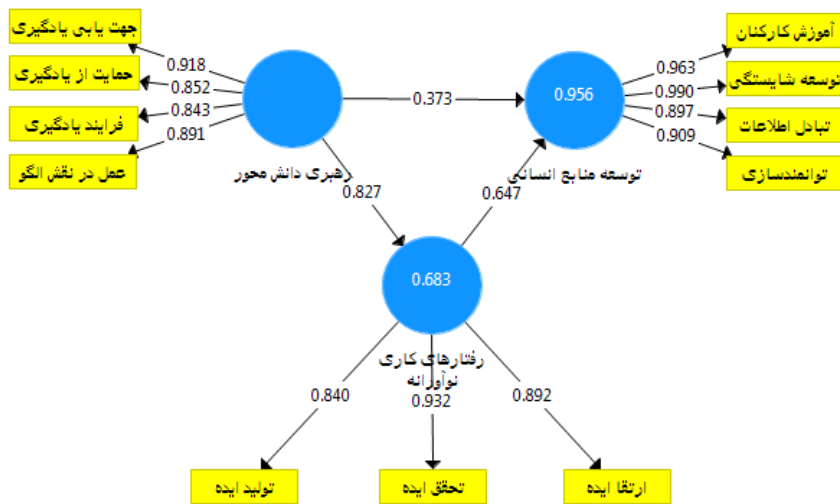 جهت یابی یادگیری
حمایت از یادگیری
فرایند یادگیری
عمل در نقش الگو
0.918
0.852
0.843
0.891
رهبری دانش محور
0.373
0.827
0.647
0.956
توسعه منابع انسانی
آموزش کارکنان
توسعه شایستگی
تبادل اطلاعات
توانمندسازی
0.963
0.990
0.897
0.909
0.683
رفتارهای کاری
نوآورانه
0.840
0.932
0.892
تولید ایده
تحقق ایده
ارتقا ایده